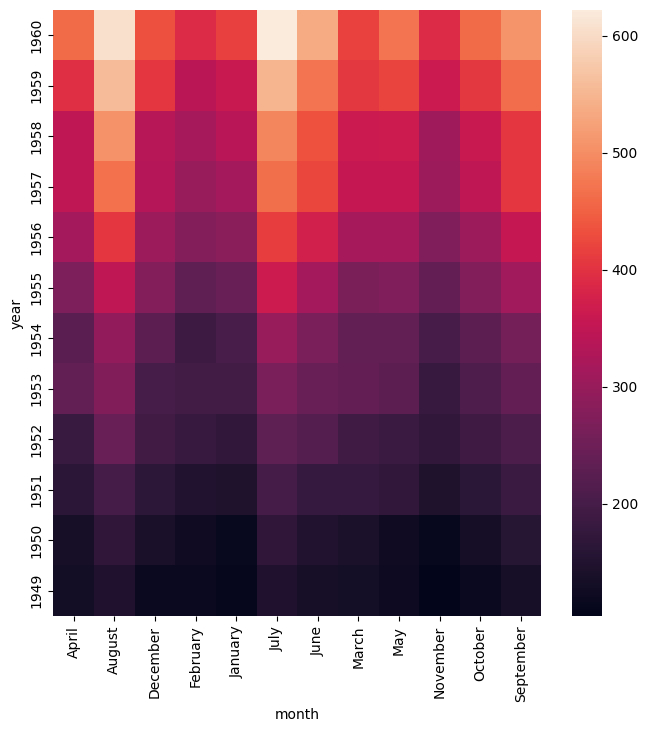 year
1960
1959
1958
1957
1956
1955
1954
1953
1952
1951
1950
1949
April
August
December
February
January
July
June
March
May
November
October
September
month
600
500
400
300
200